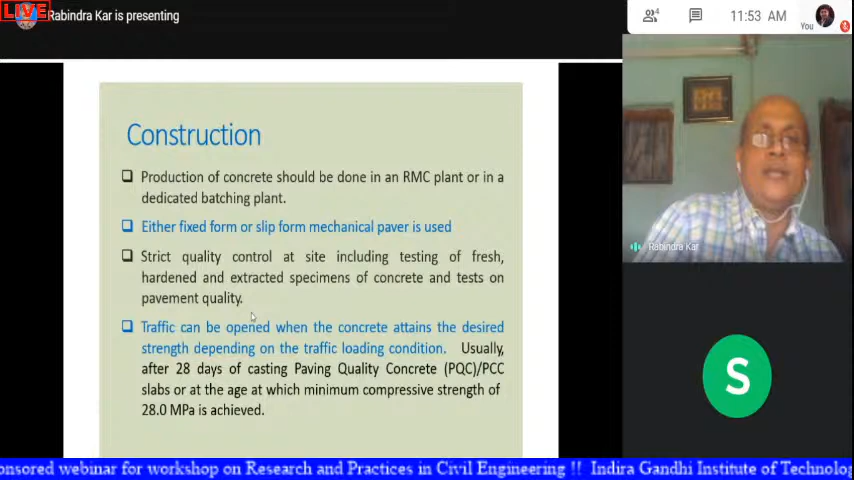 LIVE
Rabindra Kar is presenting
4
11:53 AM
You
Construction
Production of concrete should be done in an RMC plant or in a
dedicated batching plant.
Either fixed form or slip form mechanical paver is used
Strict quality control at site including testing of fresh,
hardened and extracted specimens of concrete and tests on
pavement quality.
Traffic can be opened when the concrete attains the desired
strength depending on the traffic loading condition. Usually,
after 28 days of casting Paving Quality Concrete (PQC)/PCC
slabs or at the age at which minimum compressive strength of
28.0 MPa is achieved.
Rabindra Kar
S
onsored webinar for workshop on Research and Practices in Civil Engineering !! Indira Gandhi Institute of Technolog